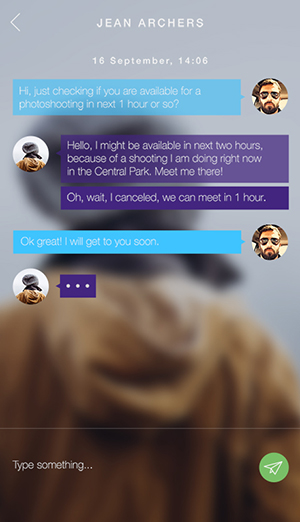 JEAN ARCHERS
16 September, 14:06
Hi, just checking if you are available for a
photoshooting in next 1 hour or so?
Hello, I might be available in next two hours,
because of a shooting I am doing right now
in the Central Park. Meet me there!
Oh, wait, I canceled, we can meet in 1 hour.
Ok great! I will get to you soon.
Type something...